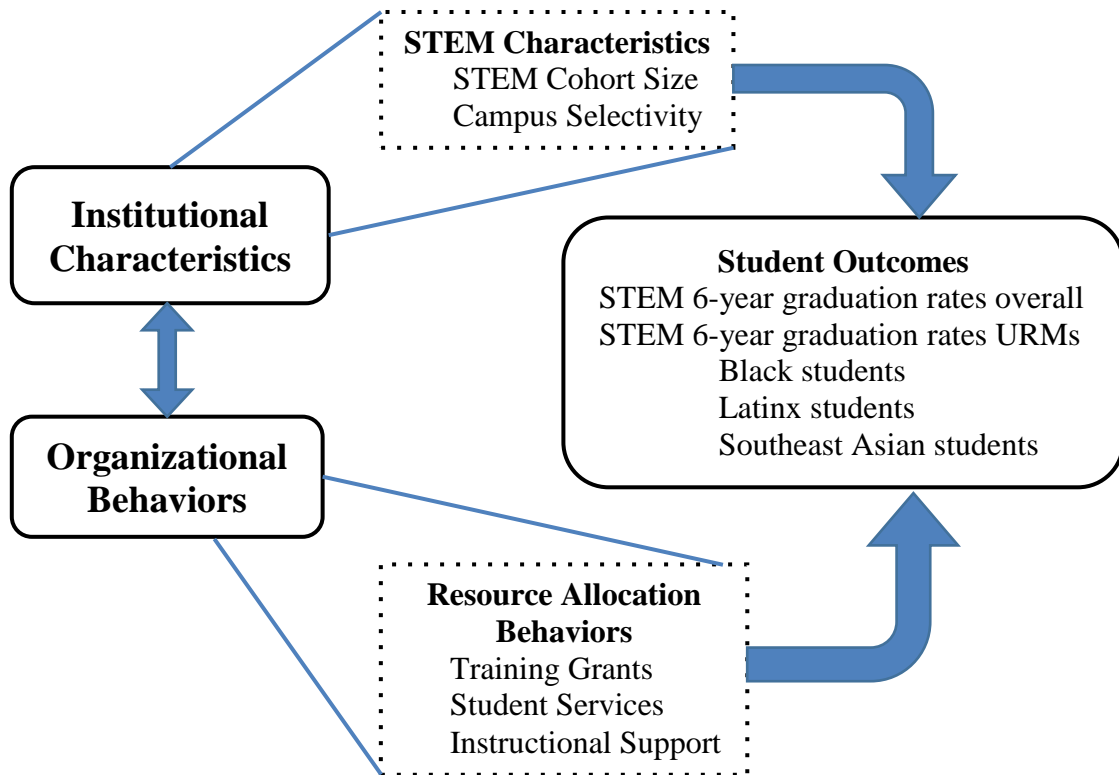 STEM Characteristics
STEM Cohort Size
Campus Selectivity
Institutional
Characteristics
Student Outcomes
STEM 6-year graduation rates overall
STEM 6-year graduation rates URMs
Black students
Latinx students
Southeast Asian students
Organizational
Behaviors
Resource Allocation
Behaviors
Training Grants
Student Services
Instructional Support